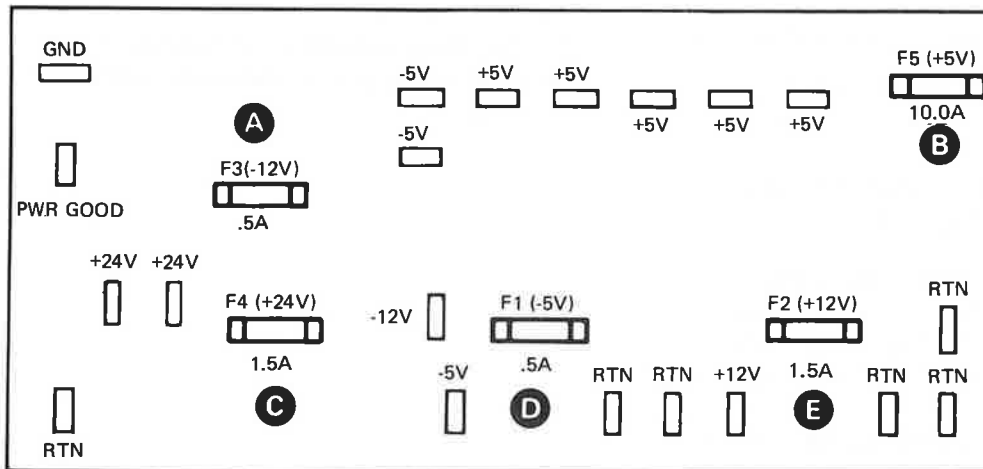 GND
-5V +5V +5V
F5 (+5V)
10.0A
B
+5V +5V +5V
A
-5V
F3(-12V)
.5A
PWR GOOD
+24V +24V
F4 (+24V)
1.5A
C
-12V
F1 (-5V)
.5A
D
F2 (+12V)
1.5A
E
RTN
-5V
RTN RTN +12V
RTN RTN
RTN